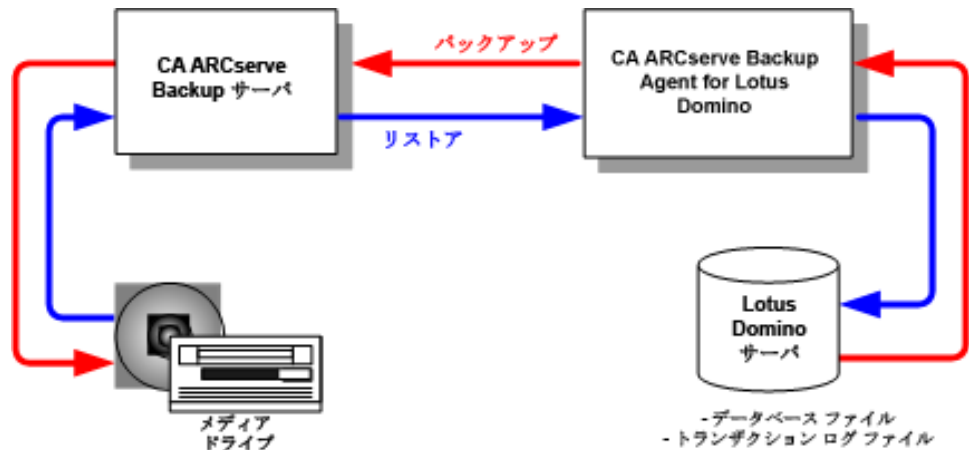 CA ARCserve
Backup サーバ
バックアップ
リストア
CA ARCserve Backup
Agent for Lotus
Domino
メディア
ドライブ
Lotus
Domino
サーバ
- データベース ファイル
- トランザクション ログ ファイル